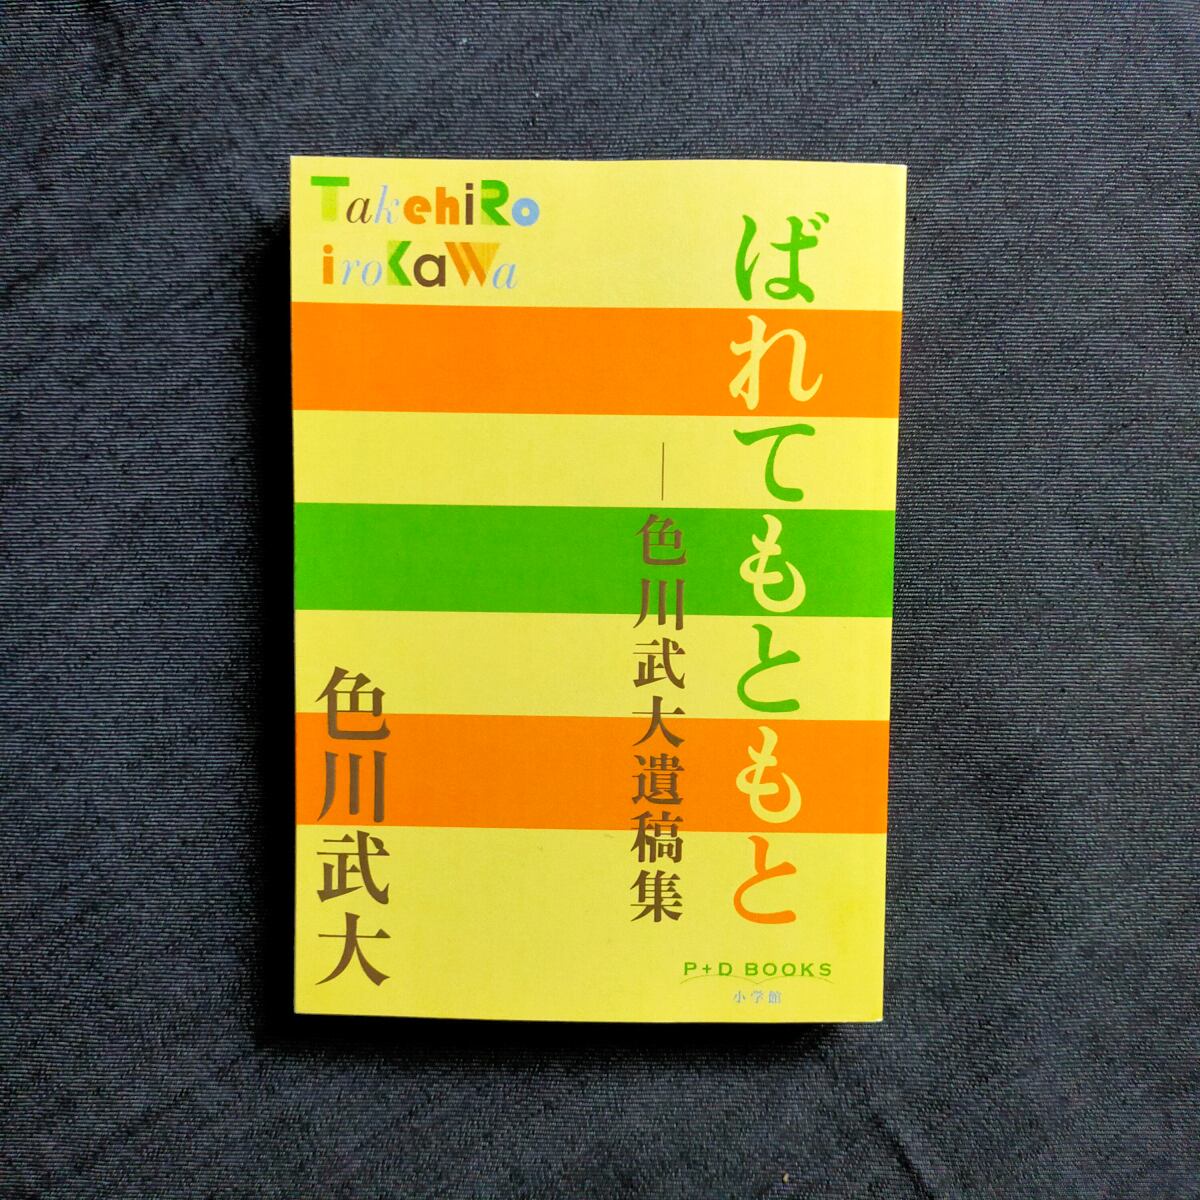 TakehiRo
iroKaWa
ばれてもともと
—色川武大遺稿集
色川武大
P+D BOOKS
小学館